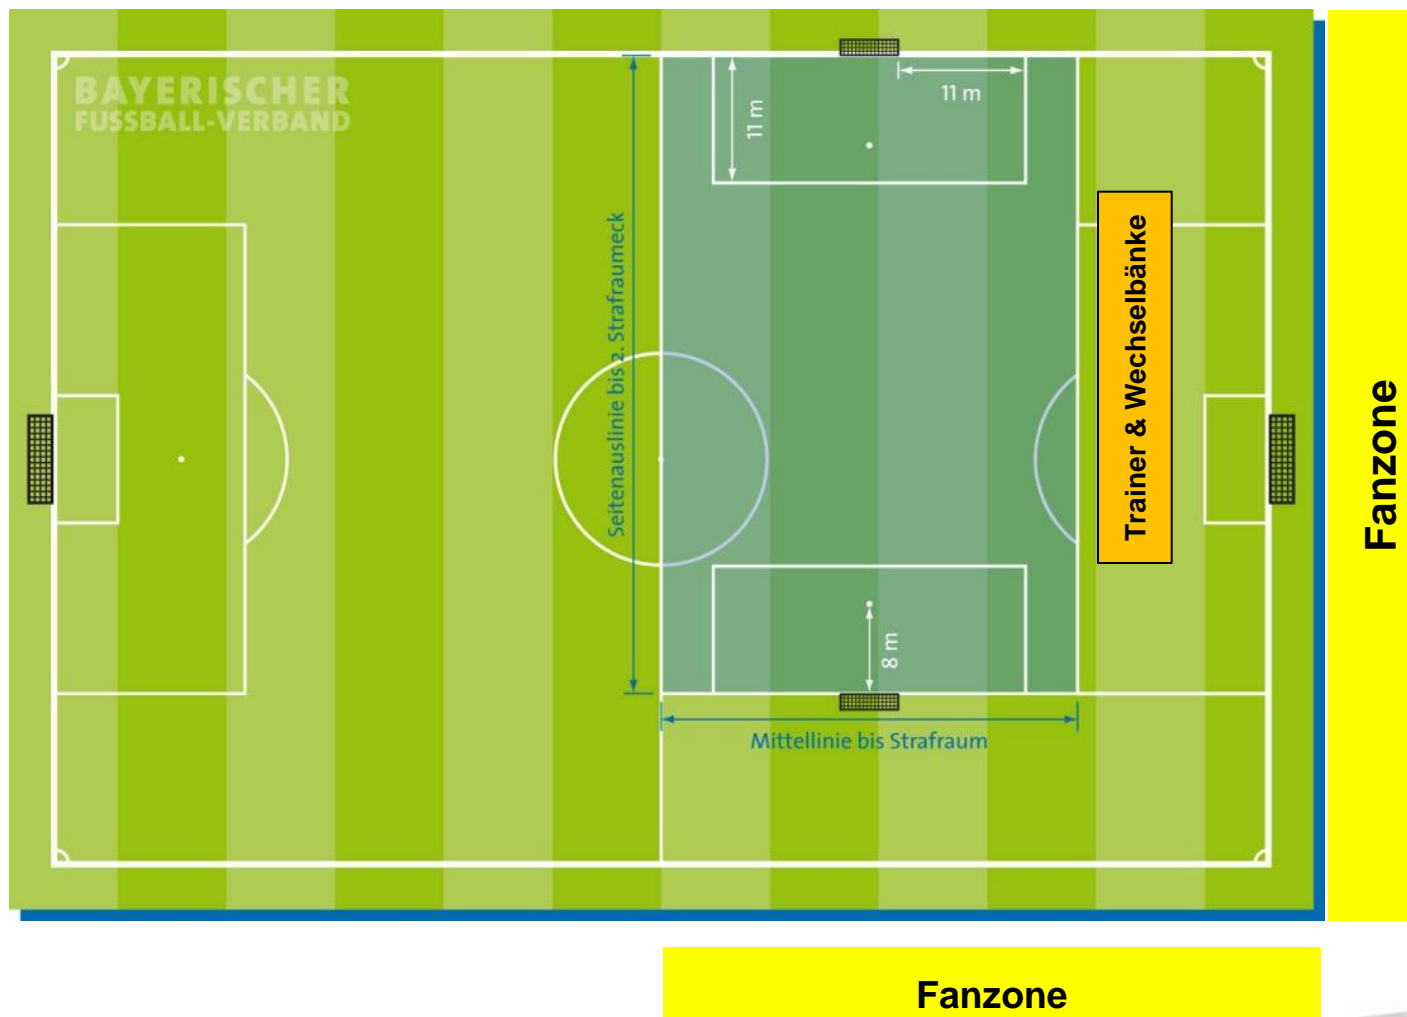 BAYERISCHER
FUSSBALL-VERBAND
11 m
11 m
Seitenauslinie bis 2. Strafraumeck
Trainer & Wechselbänke
Fanzone
8 m
Mittellinie bis Strafraum
Fanzone